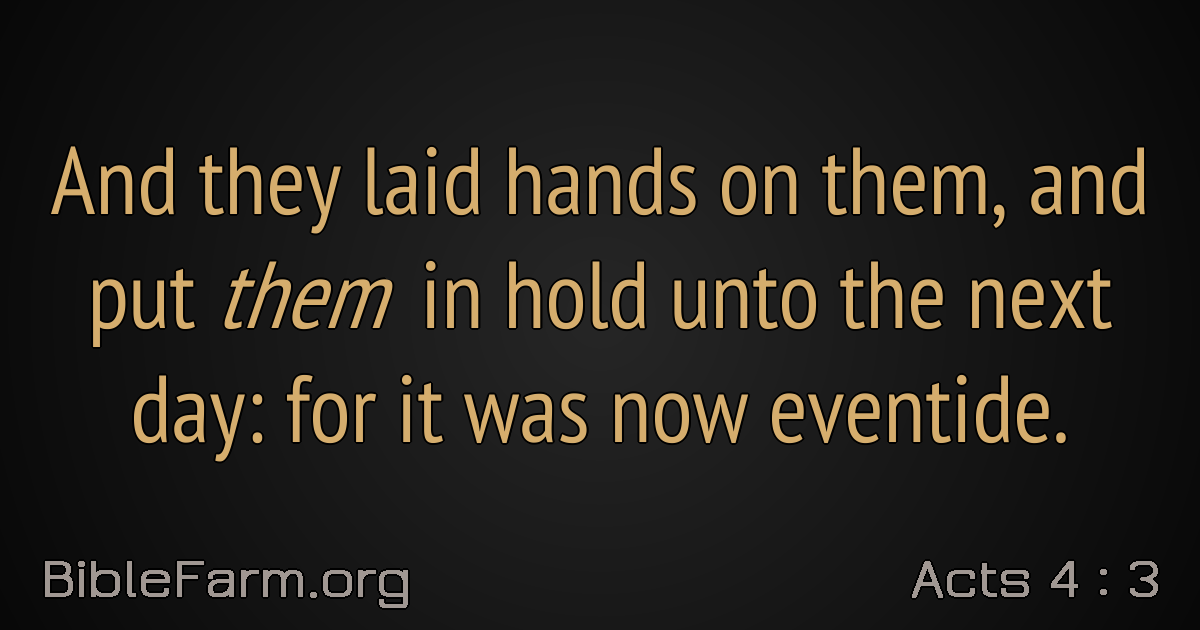 And they laid hands on them, and
put them in hold unto the next
day: for it was now eventide.
BibleFarm.org
Acts 4 : 3